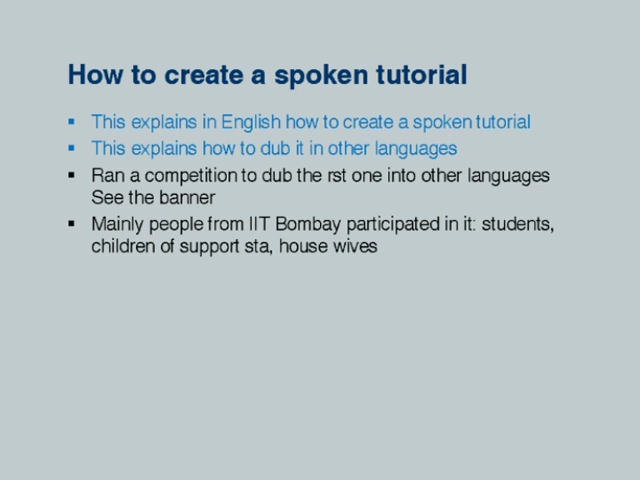 How to create a spoken tutorial
▪ This explains in English how to create a spoken tutorial
▪ This explains how to dub it in other languages
▪ Ran a competition to dub the rst one into other languages
See the banner
▪ Mainly people from IIT Bombay participated in it: students,
children of support sta, house wives